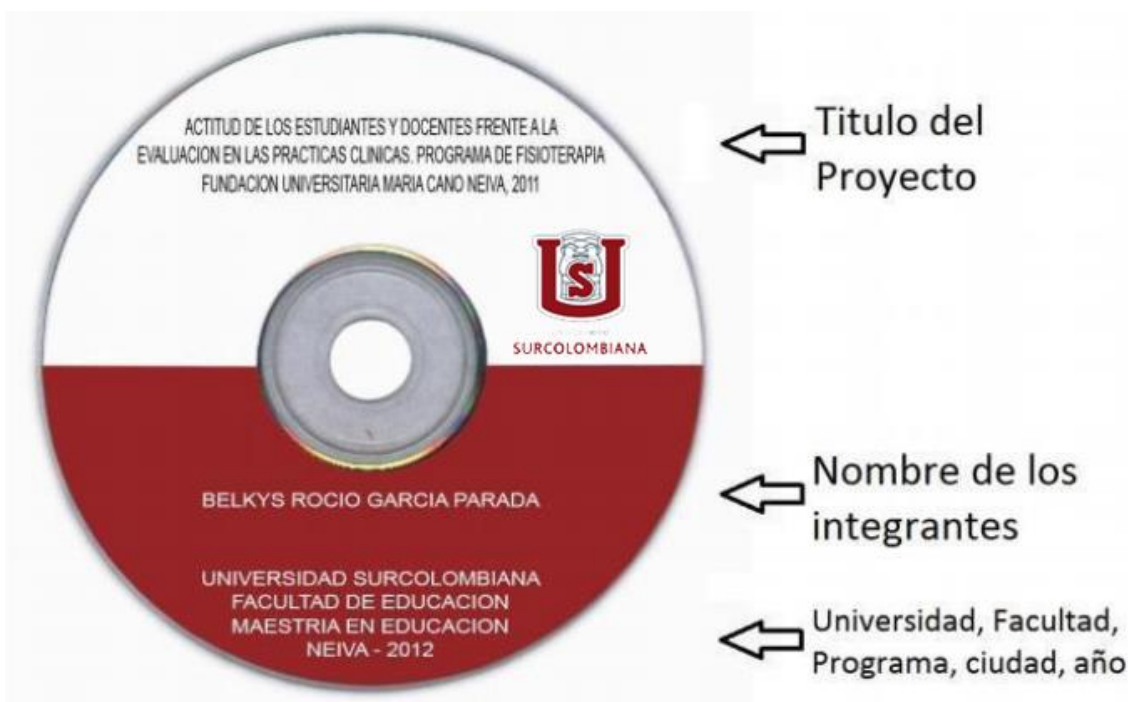 ACTITUD DE LOS ESTUDIANTES Y DOCENTES FRENTE A LA
EVALUACION EN LAS PRACTICAS CLINICAS. PROGRAMA DE FISIOTERAPIA
FUNDACION UNIVERSITARIA MARIA CANO NEIVA, 2011
Titulo del
Proyecto
US
SURCOLOMBIANA
BELKYS ROCIO GARCIA PARADA
Nombre de los
integrantes
UNIVERSIDAD SURCOLOMBIANA
FACULTAD DE EDUCACION
MAESTRIA EN EDUCACION
NEIVA - 2012
Universidad, Facultad,
Programa, ciudad, año